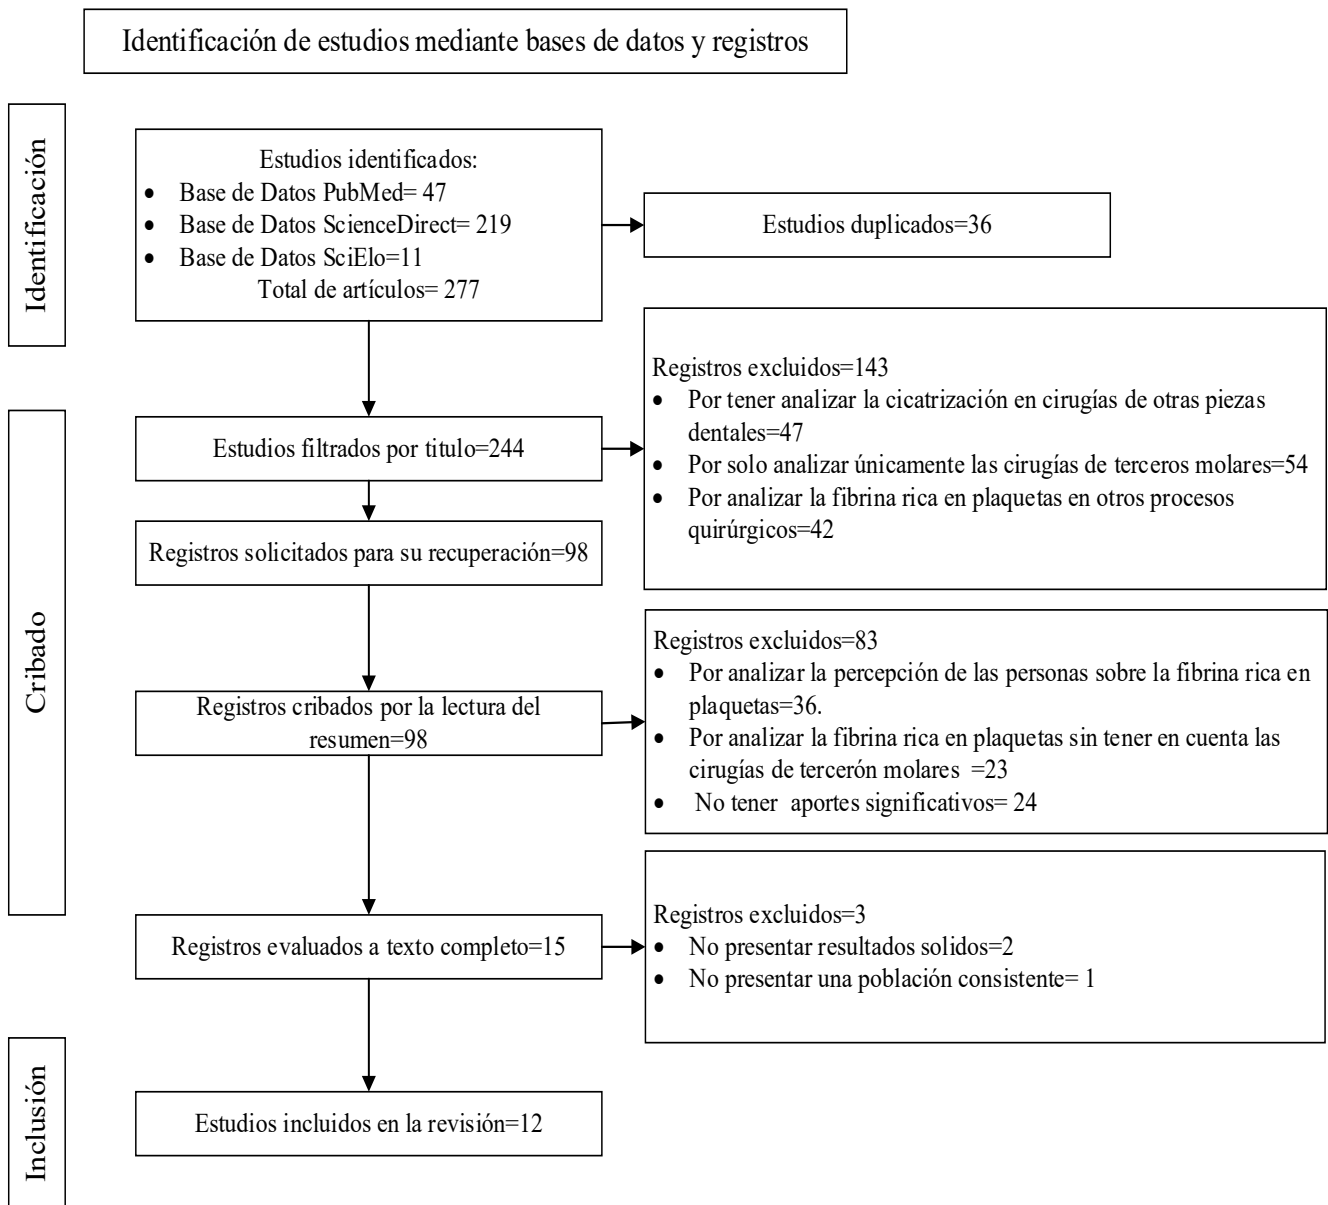 Identificación de estudios mediante bases de datos y registros
Identificación
Estudios identificados:
• Base de Datos PubMed= 47
• Base de Datos ScienceDirect= 219
• Base de Datos SciElo=11
Total de artículos= 277
Estudios duplicados=36
Cribado
Estudios filtrados por titulo=244
Registros excluidos=143
• Por tener analizar la cicatrización en cirugías de otras piezas
dentales=47
• Por solo analizar únicamente las cirugías de terceros molares=54
• Por analizar la fibrina rica en plaquetas en otros procesos
quirúrgicos=42
Registros solicitados para su recuperación=98
Registros cribados por la lectura del
resumen=98
Registros excluidos=83
• Por analizar la percepción de las personas sobre la fibrina rica en
plaquetas=36.
• Por analizar la fibrina rica en plaquetas sin tener en cuenta las
cirugías de tercerón molares =23
• No tener aportes significativos= 24
Registros evaluados a texto completo=15
Registros excluidos=3
• No presentar resultados solidos=2
• No presentar una población consistente= 1
Inclusión
Estudios incluidos en la revisión=12